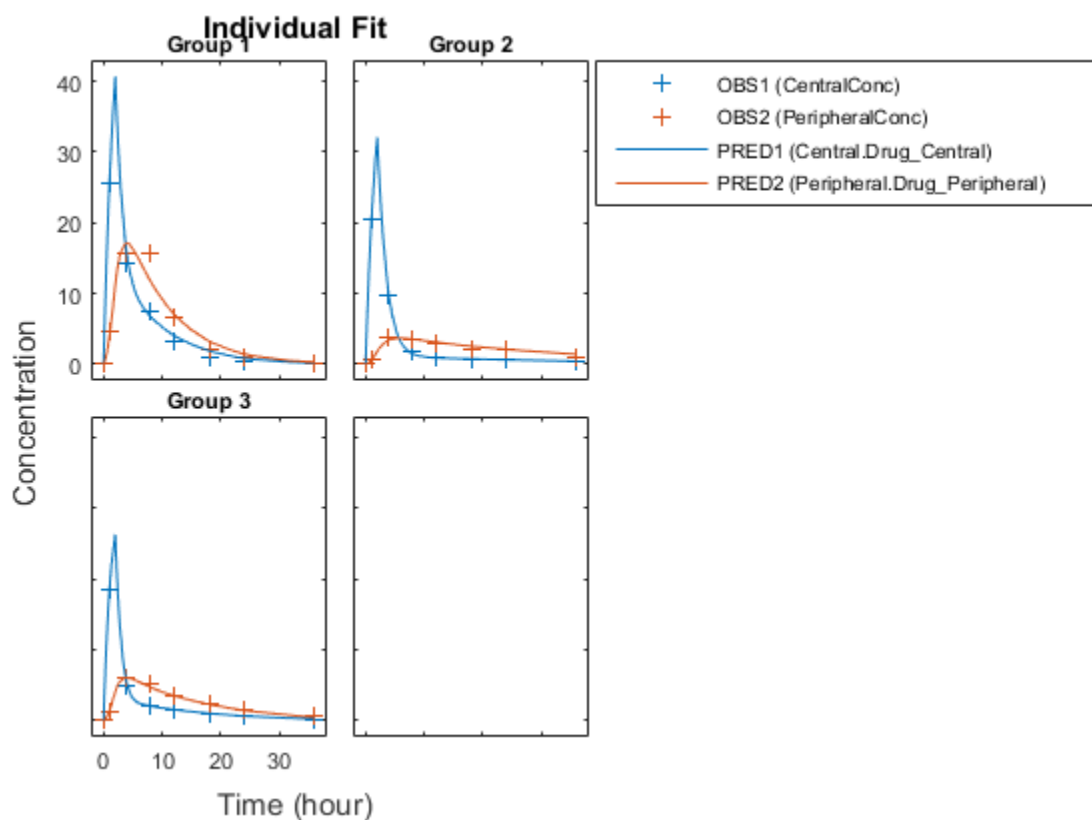 Individual Fit
Group 1
Group 2
40
30
20
10
0
OBS1 (CentralConc)
OBS2 (PeripheralConc)
PRED1 (Central.Drug_Central)
PRED2 (Peripheral.Drug_Peripheral)
Group 3
Concentration
0 10 20 30
Time (hour)